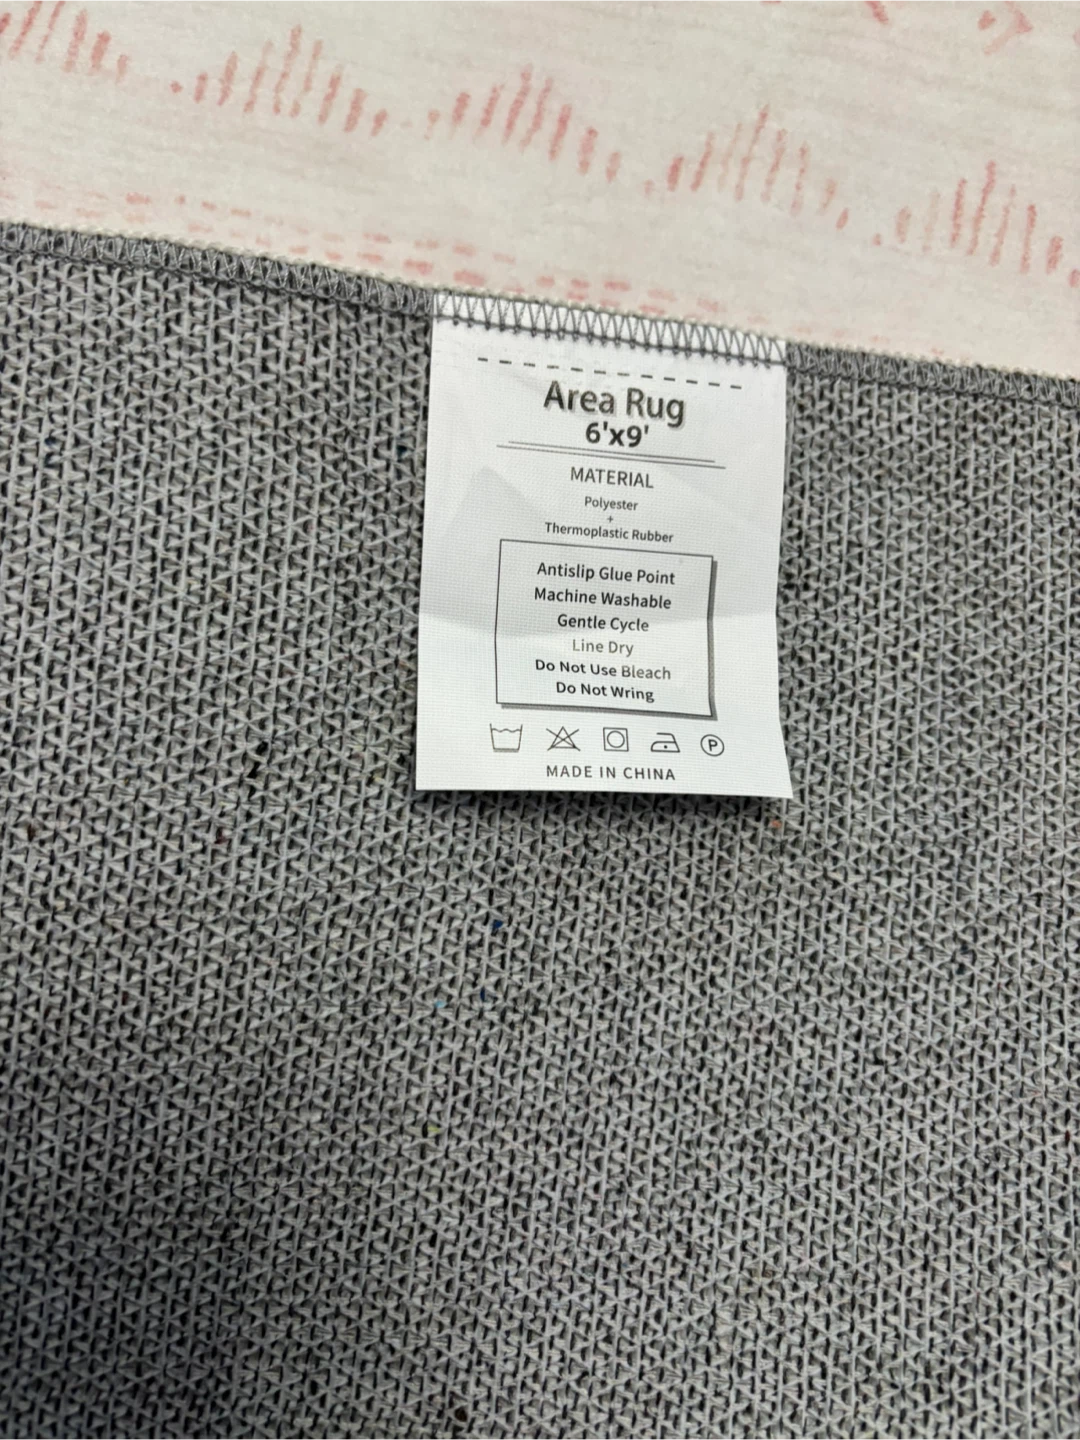 Area Rug
6'x9'
MATERIAL
Polyester
+
Thermoplastic Rubber
Antislip Glue Point
Machine Washable
Gentle Cycle
Line Dry
Do Not Use Bleach
Do Not Wring
P
MADE IN CHINA